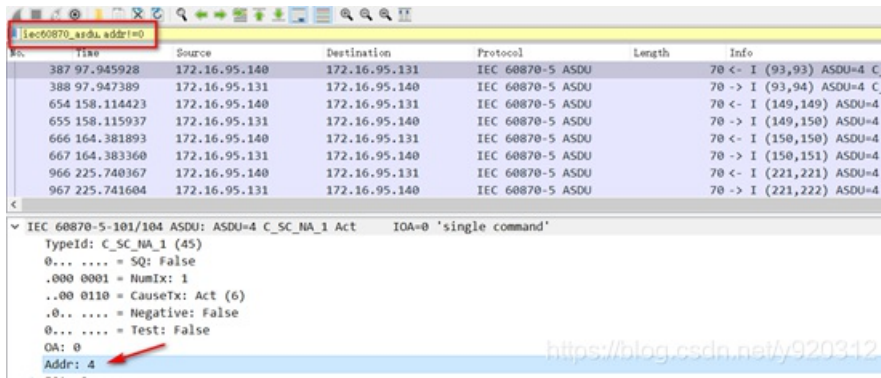 iec60870_asdu.addr!=0
No. Time Source Destination Protocol Length Info
387 97.945928 172.16.95.140 172.16.95.131 IEC 60870-5 ASDU 70 <- I (93,93) ASDU=4 C_
388 97.947389 172.16.95.131 172.16.95.140 IEC 60870-5 ASDU 70 -> I (93,94) ASDU=4 C_
654 158.114423 172.16.95.140 172.16.95.131 IEC 60870-5 ASDU 70 <- I (149,149) ASDU=4
655 158.115937 172.16.95.131 172.16.95.140 IEC 60870-5 ASDU 70 -> I (149,150) ASDU=4
666 164.381893 172.16.95.140 172.16.95.131 IEC 60870-5 ASDU 70 <- I (150,150) ASDU=4
667 164.383360 172.16.95.131 172.16.95.140 IEC 60870-5 ASDU 70 -> I (150,151) ASDU=4
966 225.740367 172.16.95.140 172.16.95.131 IEC 60870-5 ASDU 70 <- I (221,221) ASDU=4
967 225.741604 172.16.95.131 172.16.95.140 IEC 60870-5 ASDU 70 -> I (221,222) ASDU=4
IEC 60870-5-101/104 ASDU: ASDU=4 C_SC_NA_1 Act IOA=0 'single command'
TypeId: C_SC_NA_1 (45)
0... .... = SQ: False
.000 0001 = NumIx: 1
..00 0110 = CauseTx: Act (6)
.0.. .... = Negative: False
0... .... = Test: False
OA: 0
Addr: 4
https://blog.csdn.net/y920312